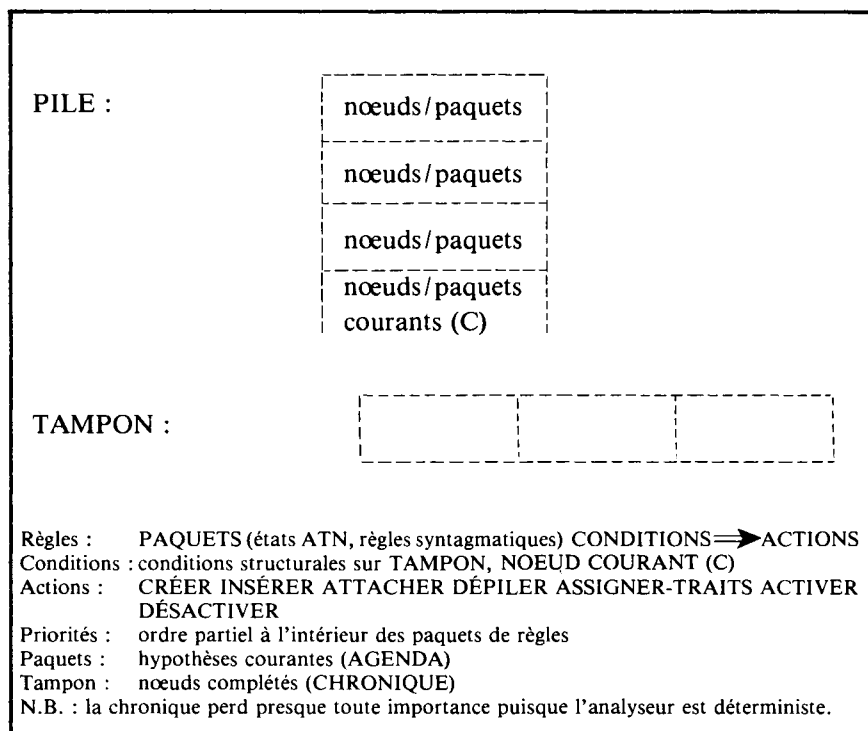 PILE :
nœuds/paquets
nœuds/paquets
nœuds/paquets
nœuds/paquets
courants (C)
TAMPON :
Règles : PAQUETS (états ATN, règles syntagmatiques) CONDITIONS⟹ACTIONS
Conditions : conditions structurales sur TAMPON, NOEUD COURANT (C)
Actions : CRÉER INSÉRER ATTACHER DÉPILER ASSIGNER-TRAITS ACTIVER
DÉSACTIVER
Priorités : ordre partiel à l'intérieur des paquets de règles
Paquets : hypothèses courantes (AGENDA)
Tampon : nœuds complétés (CHRONIQUE)
N.B. : la chronique perd presque toute importance puisque l'analyseur est déterministe.